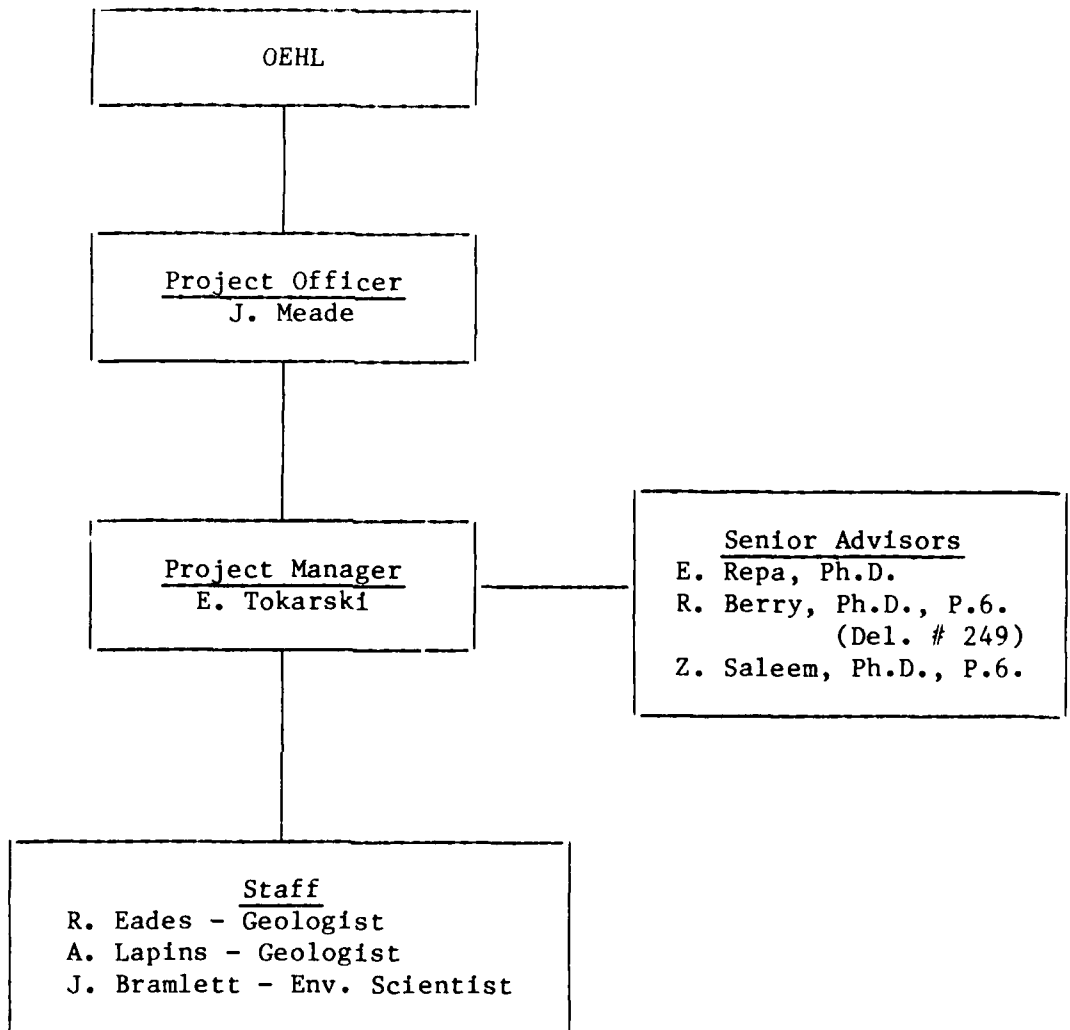 OEHL
Project Officer
J. Meade
Project Manager
E. Tokarski
Senior Advisors
E. Repa, Ph.D.
R. Berry, Ph.D., P.6.
(Del. # 249)
Z. Saleem, Ph.D., P.6.
Staff
R. Eades - Geologist
A. Lapins - Geologist
J. Bramlett - Env. Scientist